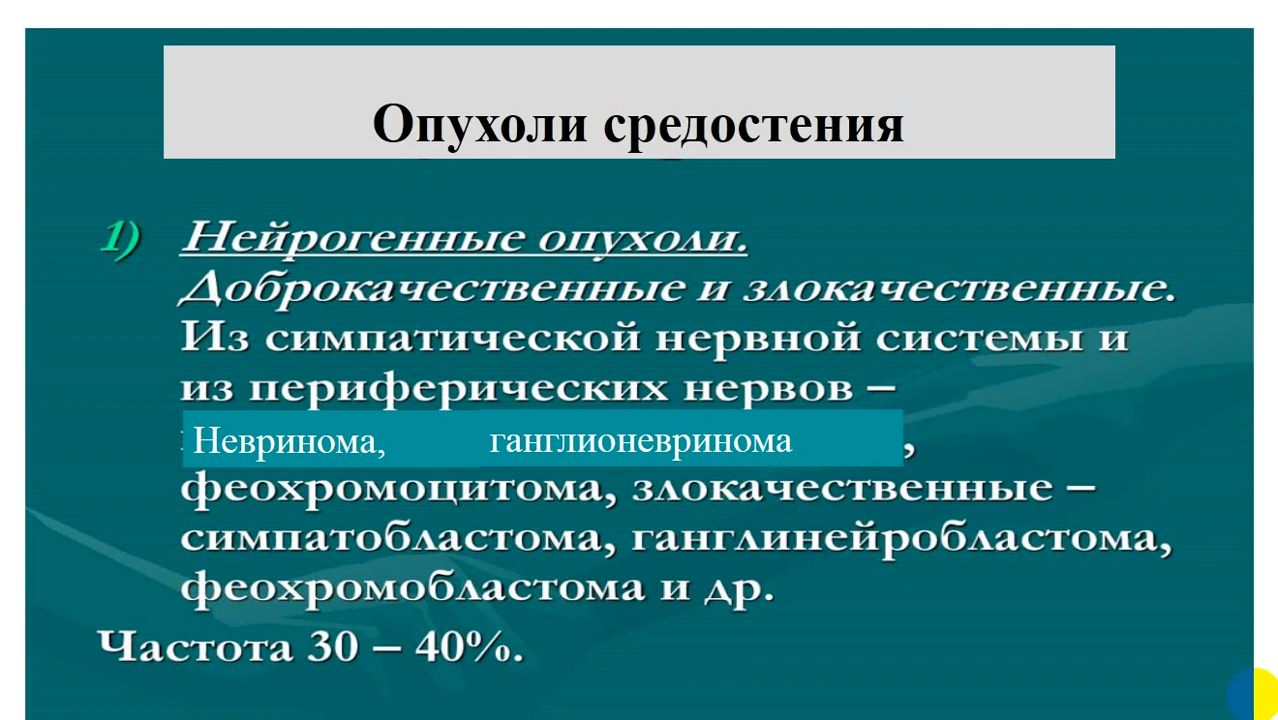 Опухоли средостения
1) Нейрогенные опухоли.
Доброкачественные и злокачественные.
Из симпатической нервной системы и
из периферических нервов –
Невринома, ганглионевринома ,
феохромоцитома, злокачественные –
симпатобластома, ганглинейробластома,
феохромобластома и др.
Частота 30 – 40%.